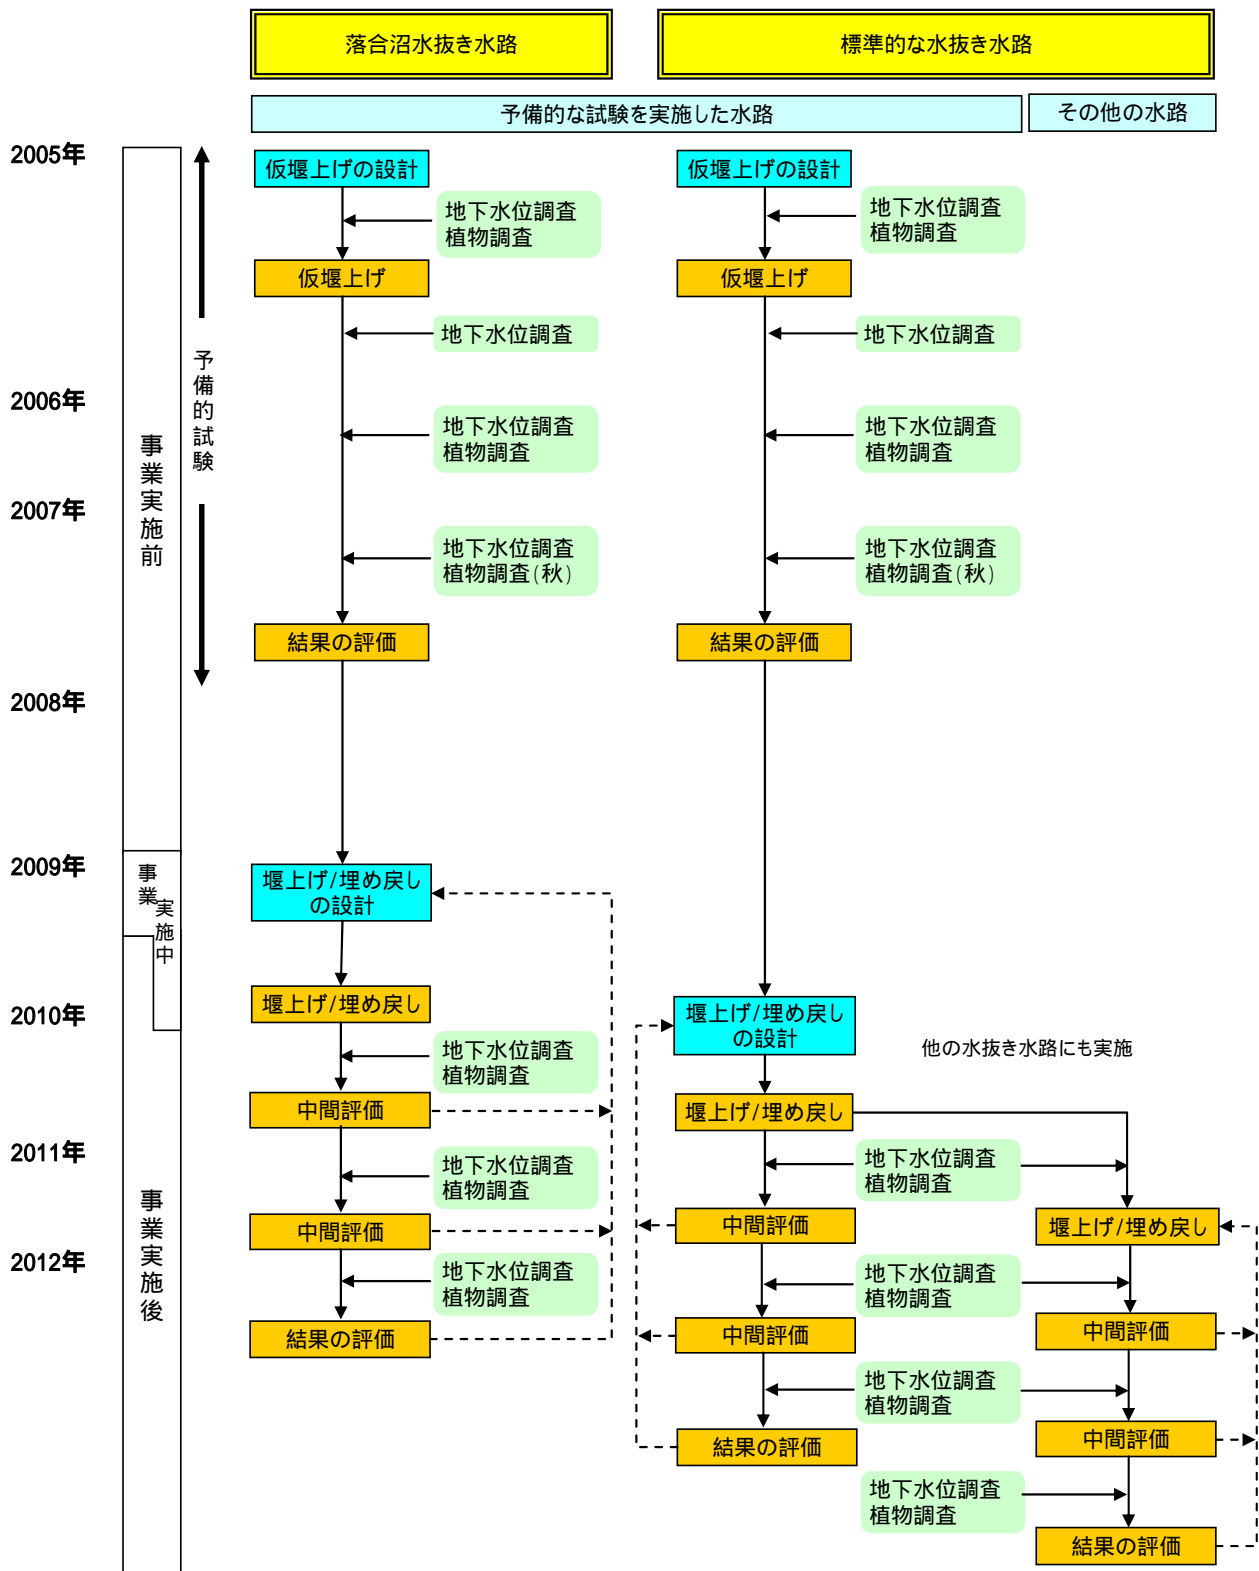 落合沼水抜き水路
標準的な水抜き水路
予備的な試験を実施した水路
その他の水路
2005年
仮堰上げの設計
仮堰上げの設計
地下水位調査
植物調査
地下水位調査
植物調査
仮堰上げ
仮堰上げ
地下水位調査
地下水位調査
予備的試験
2006年
地下水位調査
植物調査
地下水位調査
植物調査
事業実施前
2007年
地下水位調査
植物調査(秋)
地下水位調査
植物調査(秋)
結果の評価
結果の評価
2008年
2009年
事業
実施中
堰上げ/埋め戻し
の設計
堰上げ/埋め戻し
2010年
堰上げ/埋め戻し
の設計
他の水抜き水路にも実施
地下水位調査
植物調査
中間評価
堰上げ/埋め戻し
2011年
地下水位調査
植物調査
地下水位調査
植物調査
事業実施後
中間評価
中間評価
堰上げ/埋め戻し
2012年
地下水位調査
植物調査
地下水位調査
植物調査
結果の評価
中間評価
中間評価
地下水位調査
植物調査
結果の評価
中間評価
地下水位調査
植物調査
結果の評価